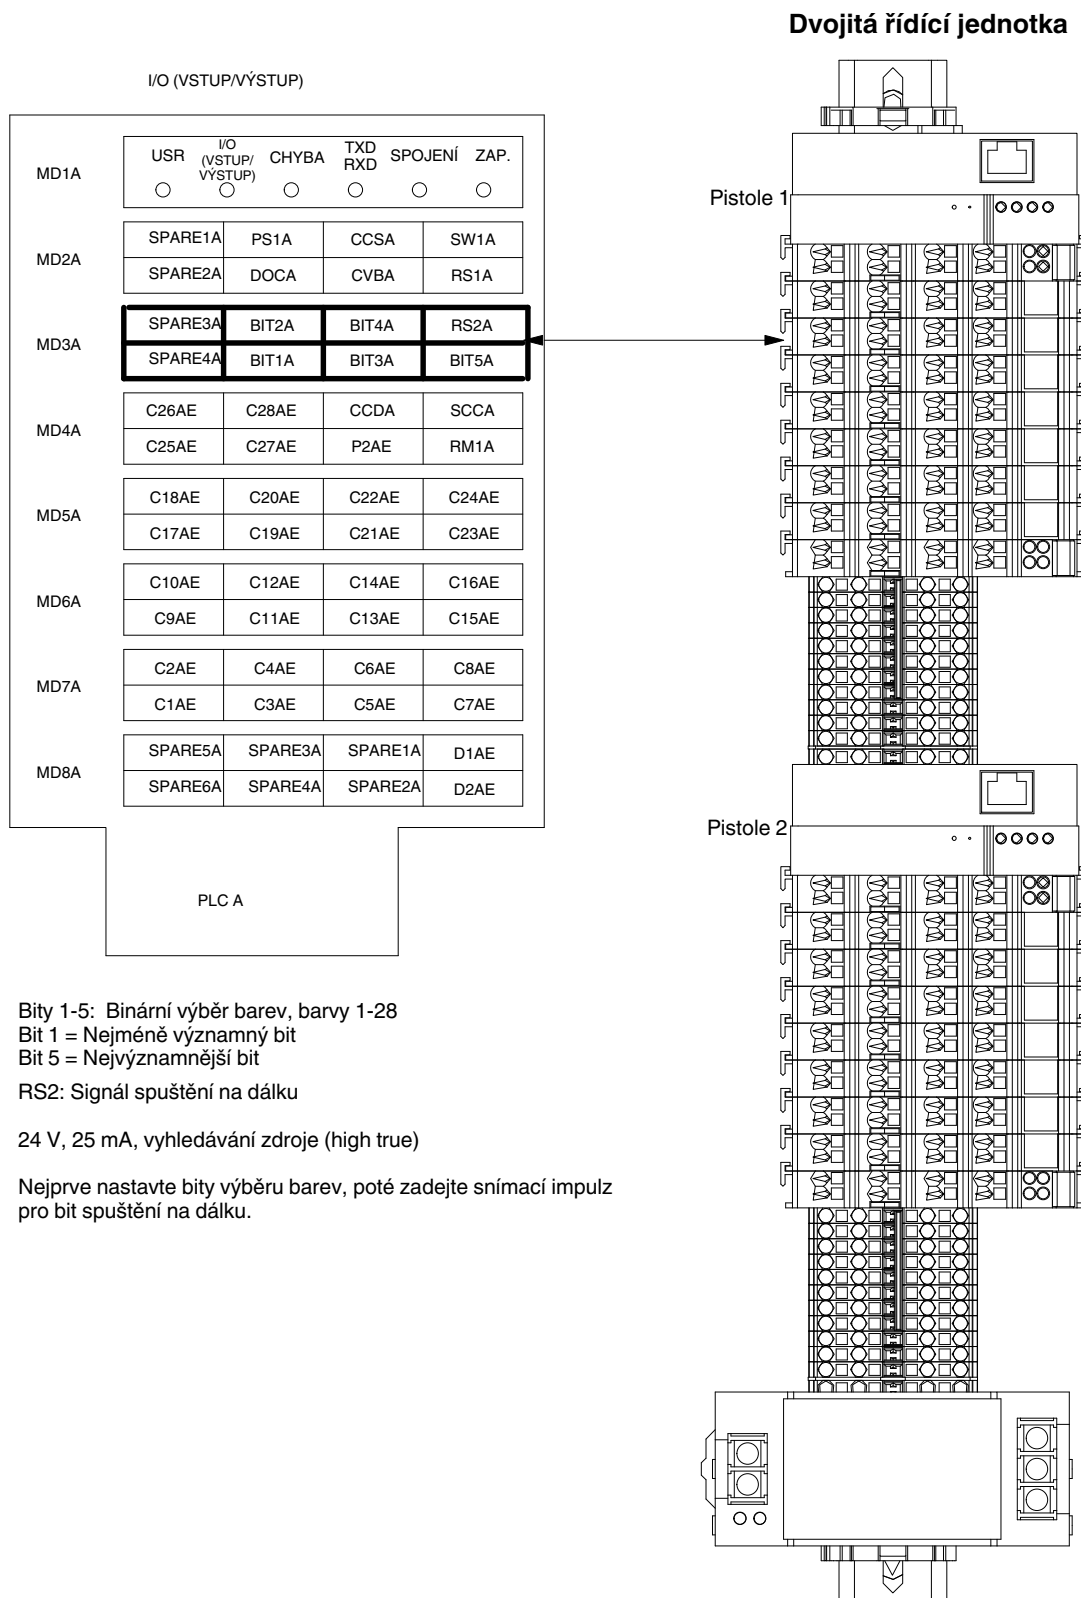 Dvojitá řídící jednotka
I/O (VSTUP/VÝSTUP)
MD1A
USR
I/O
(VSTUP/
VÝSTUP)
CHYBA
TXD
RXD
SPOJENÍ
ZAP.
MD2A
SPARE1A PS1A CCSA SW1A
SPARE2A DOCA CVBA RS1A
MD3A
SPARE3A BIT2A BIT4A RS2A
SPARE4A BIT1A BIT3A BIT5A
MD4A
C26AE C28AE CCDA SCCA
C25AE C27AE P2AE RM1A
MD5A
C18AE C20AE C22AE C24AE
C17AE C19AE C21AE C23AE
MD6A
C10AE C12AE C14AE C16AE
C9AE C11AE C13AE C15AE
MD7A
C2AE C4AE C6AE C8AE
C1AE C3AE C5AE C7AE
MD8A
SPARE5A SPARE3A SPARE1A D1AE
SPARE6A SPARE4A SPARE2A D2AE
PLC A
Pistole 1
Pistole 2
Bity 1-5: Binární výběr barev, barvy 1-28
Bit 1 = Nejméně významný bit
Bit 5 = Nejvýznamnější bit
RS2: Signál spuštění na dálku
24 V, 25 mA, vyhledávání zdroje (high true)
Nejprve nastavte bity výběru barev, poté zadejte snímací impulz
pro bit spuštění na dálku.